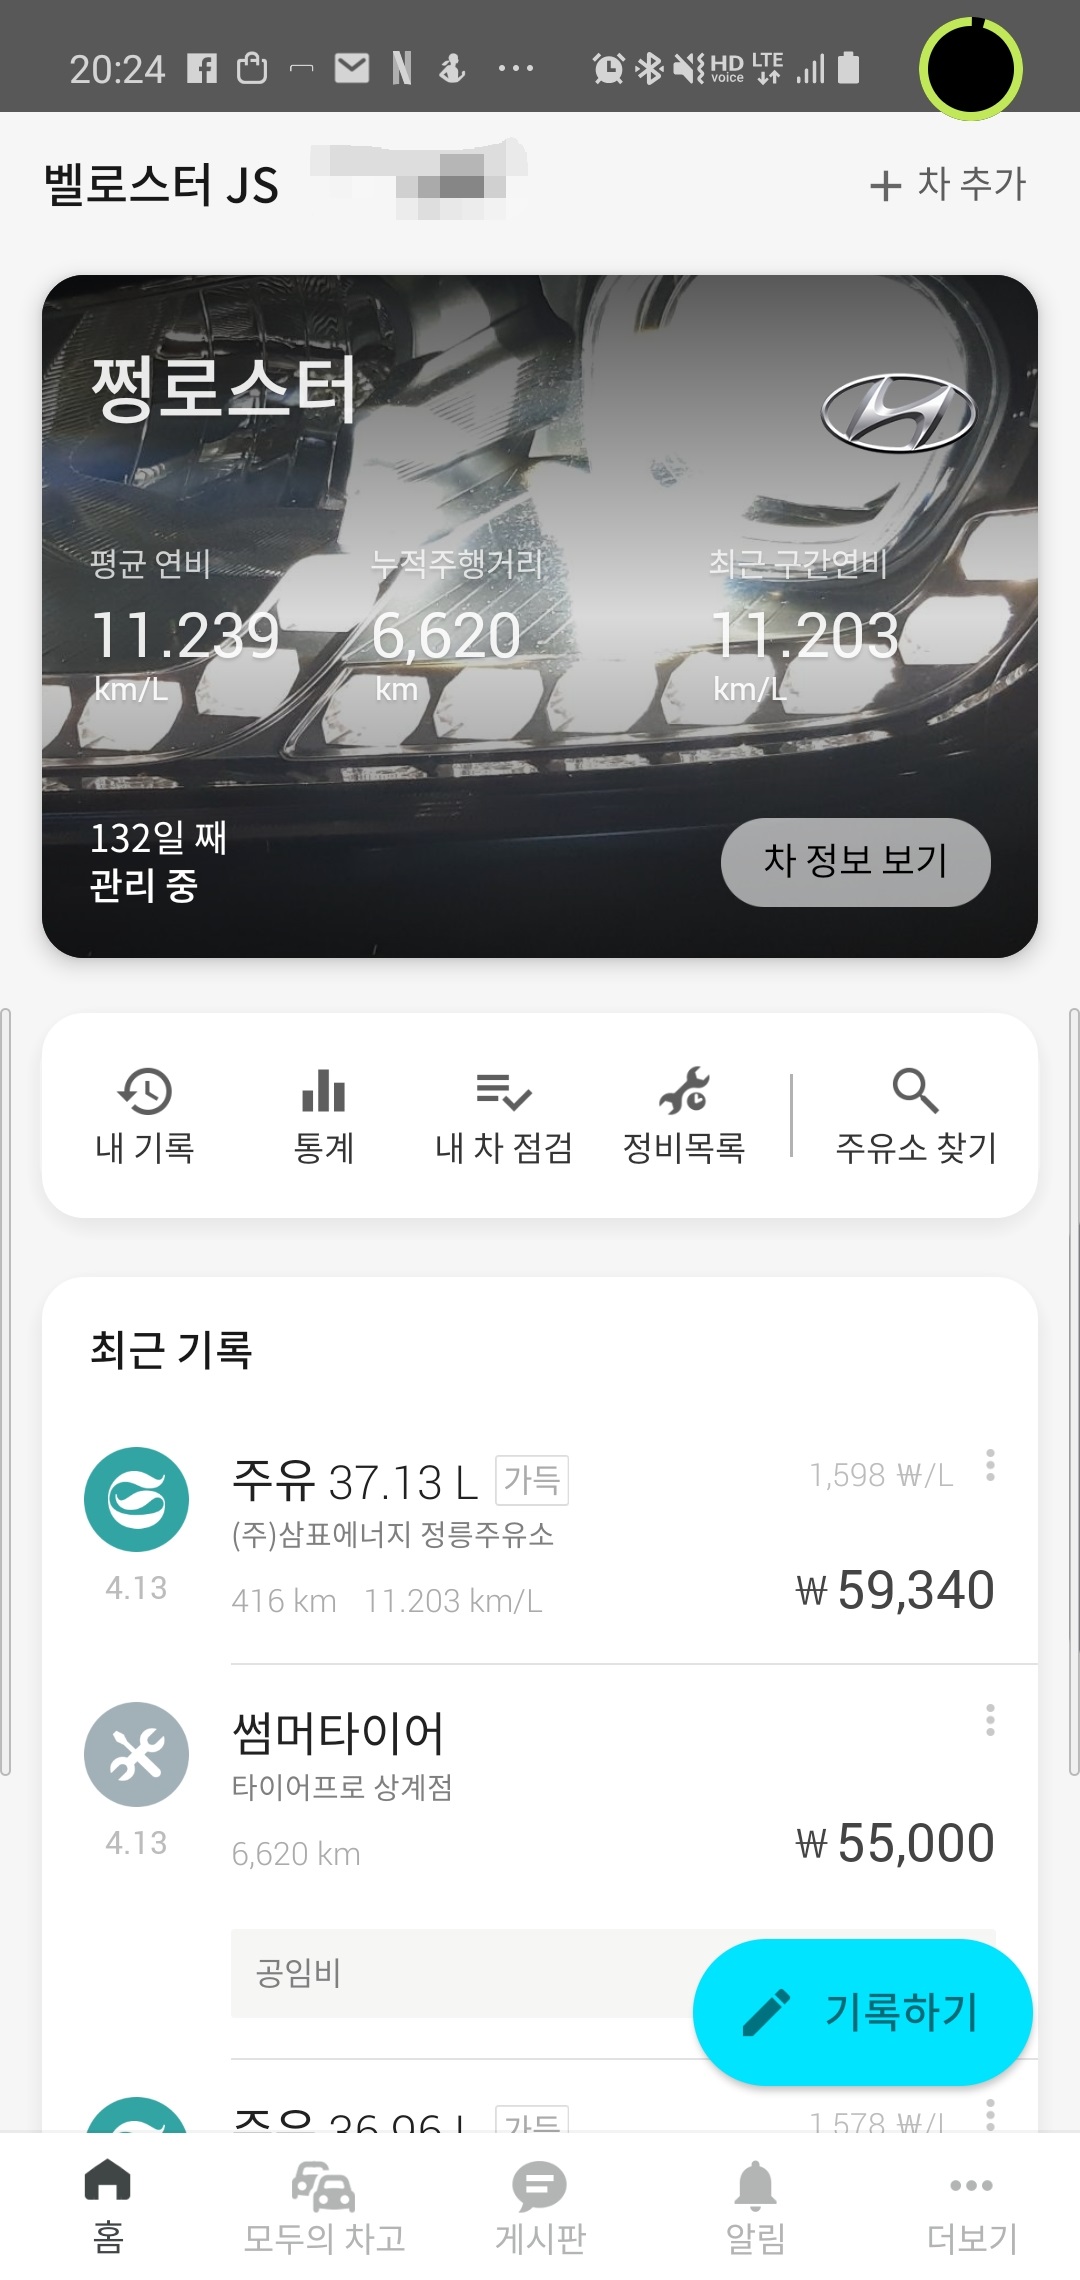 20:24
HD voice LTE
벨로스터 JS
+ 차 추가
쩡로스터
평균 연비 누적주행거리 최근 구간연비
11.239 6,620 11.203
km/L km km/L
132일 째
관리 중
차 정보 보기
내 기록 통계 내 차 점검 정비목록 주유소 찾기
최근 기록
주유 37.13 L 가득 1,598 ₩/L
(주)삼표에너지 정릉주유소
4.13 416 km 11.203 km/L ₩ 59,340
썸머타이어
타이어프로 상계점
4.13 6,620 km ₩ 55,000
공임비
기록하기
주유 36.96 L 가득 1,578 ₩/L
홈 모두의 차고 게시판 알림 더보기